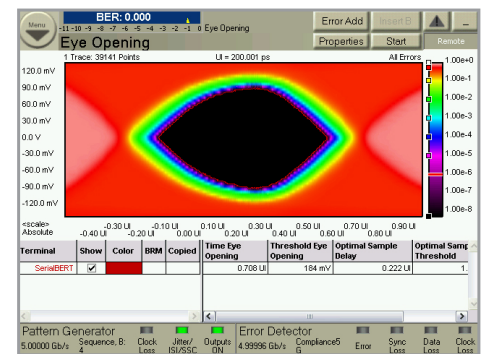 Menu
BER: 0.000
-11 -10 -9 -8 -7 -6 -5 -4 -3 -2 -1 0 Eye Opening
Eye Opening
Error Add
Insert B
Properties
Start
Remote
1 Trace: 39141 Points
UI = 200.001 ps
All Errors
120.0 mV
90.0 mV
60.0 mV
30.0 mV
0.0 V
-30.0 mV
-60.0 mV
-90.0 mV
-120.0 mV
1.00e+0
1.00e-1
1.00e-2
1.00e-3
1.00e-4
1.00e-5
1.00e-6
1.00e-7
1.00e-8
<scale>
Absolute
-0.30 UI -0.10 UI 0.10 UI 0.30 UI 0.50 UI 0.70 UI 0.90 UI
-0.40 UI -0.20 UI 0.00 UI 0.20 UI 0.40 UI 0.60 UI 0.80 UI
Terminal Show Color BRM Copied Time Eye Opening Threshold Eye Opening Optimal Sample Delay Optimal Samp Threshold
SerialBERT 0.708 UI 184 mV 0.222 UI 1.
Pattern Generator
5.00000 Gb/s
Sequence, B: 4
Clock Loss
Jitter/ ISI/SSC
Outputs ON
Error Detector
4.99996 Gb/s
Compliance5 G
Error
Sync Loss
Data Loss
Clock Loss